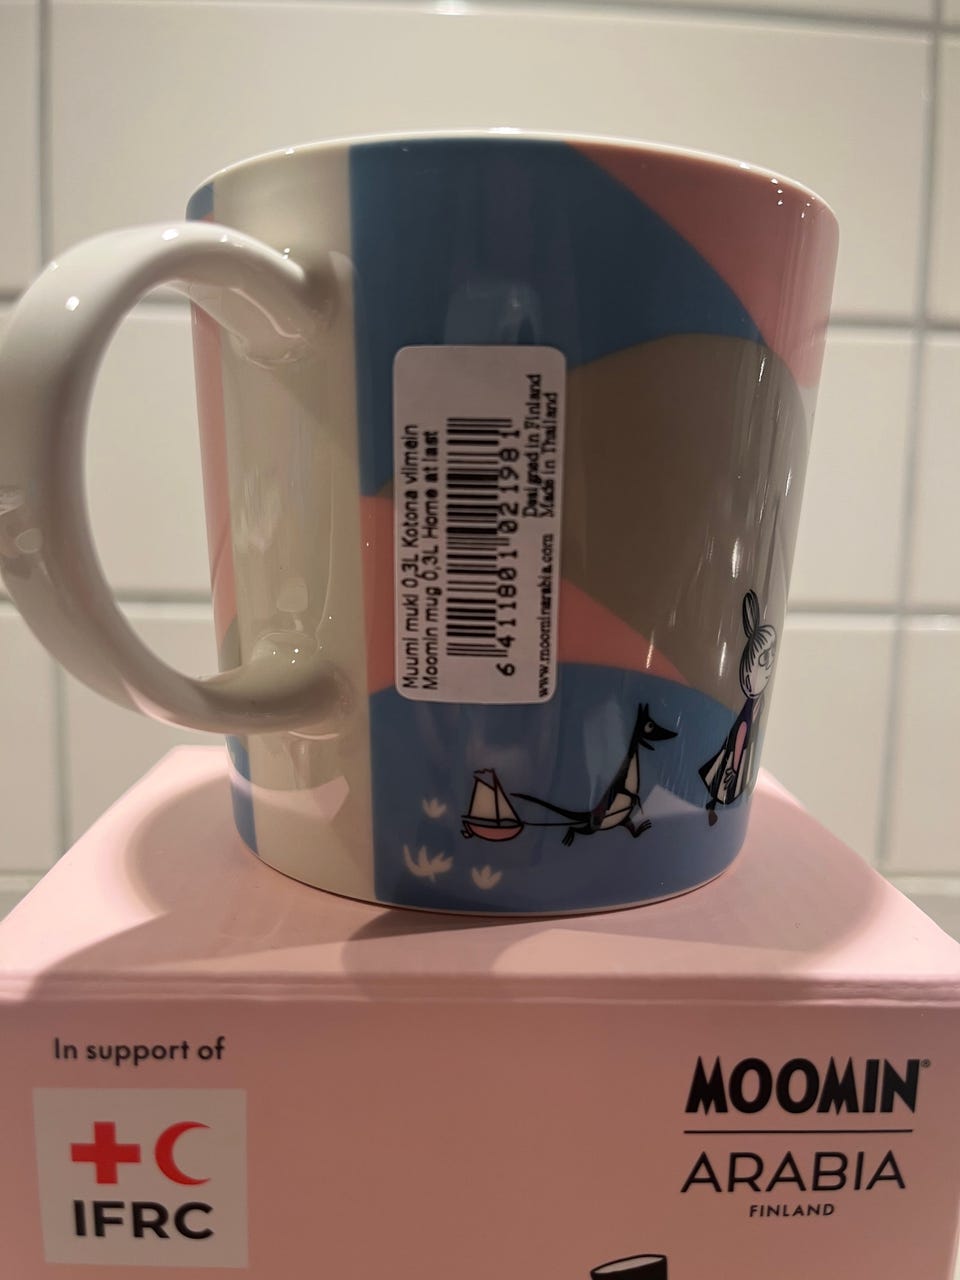 Muumi muki 0,3L Kotona viimein
Moomin mug 0,3L Home at last
6 411801 021981
Designed in Finland
Made in Thailand
www.moominarabia.com
In support of
IFRC
MOOMIN®
ARABIA
FINLAND